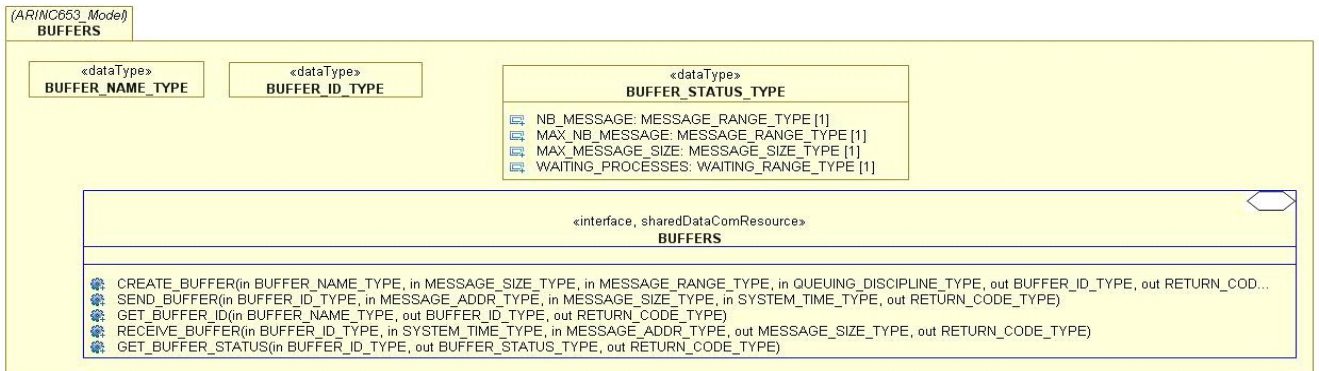 (ARINC653_Model)
BUFFERS
«dataType»
BUFFER_NAME_TYPE
«dataType»
BUFFER_ID_TYPE
«dataType»
BUFFER_STATUS_TYPE
NB_MESSAGE: MESSAGE_RANGE_TYPE [1]
MAX_NB_MESSAGE: MESSAGE_RANGE_TYPE [1]
MAX_MESSAGE_SIZE: MESSAGE_SIZE_TYPE [1]
WAITING_PROCESSES: WAITING_RANGE_TYPE [1]
«interface, sharedDataComResource»
BUFFERS
CREATE_BUFFER(in BUFFER_NAME_TYPE, in MESSAGE_SIZE_TYPE, in MESSAGE_RANGE_TYPE, in QUEUING_DISCIPLINE_TYPE, out BUFFER_ID_TYPE, out RETURN_COD...
SEND_BUFFER(in BUFFER_ID_TYPE, in MESSAGE_ADDR_TYPE, in MESSAGE_SIZE_TYPE, in SYSTEM_TIME_TYPE, out RETURN_CODE_TYPE)
GET_BUFFER_ID(in BUFFER_NAME_TYPE, out BUFFER_ID_TYPE, out RETURN_CODE_TYPE)
RECEIVE_BUFFER(in BUFFER_ID_TYPE, in SYSTEM_TIME_TYPE, in MESSAGE_ADDR_TYPE, out MESSAGE_SIZE_TYPE, out RETURN_CODE_TYPE)
GET_BUFFER_STATUS(in BUFFER_ID_TYPE, out BUFFER_STATUS_TYPE, out RETURN_CODE_TYPE)